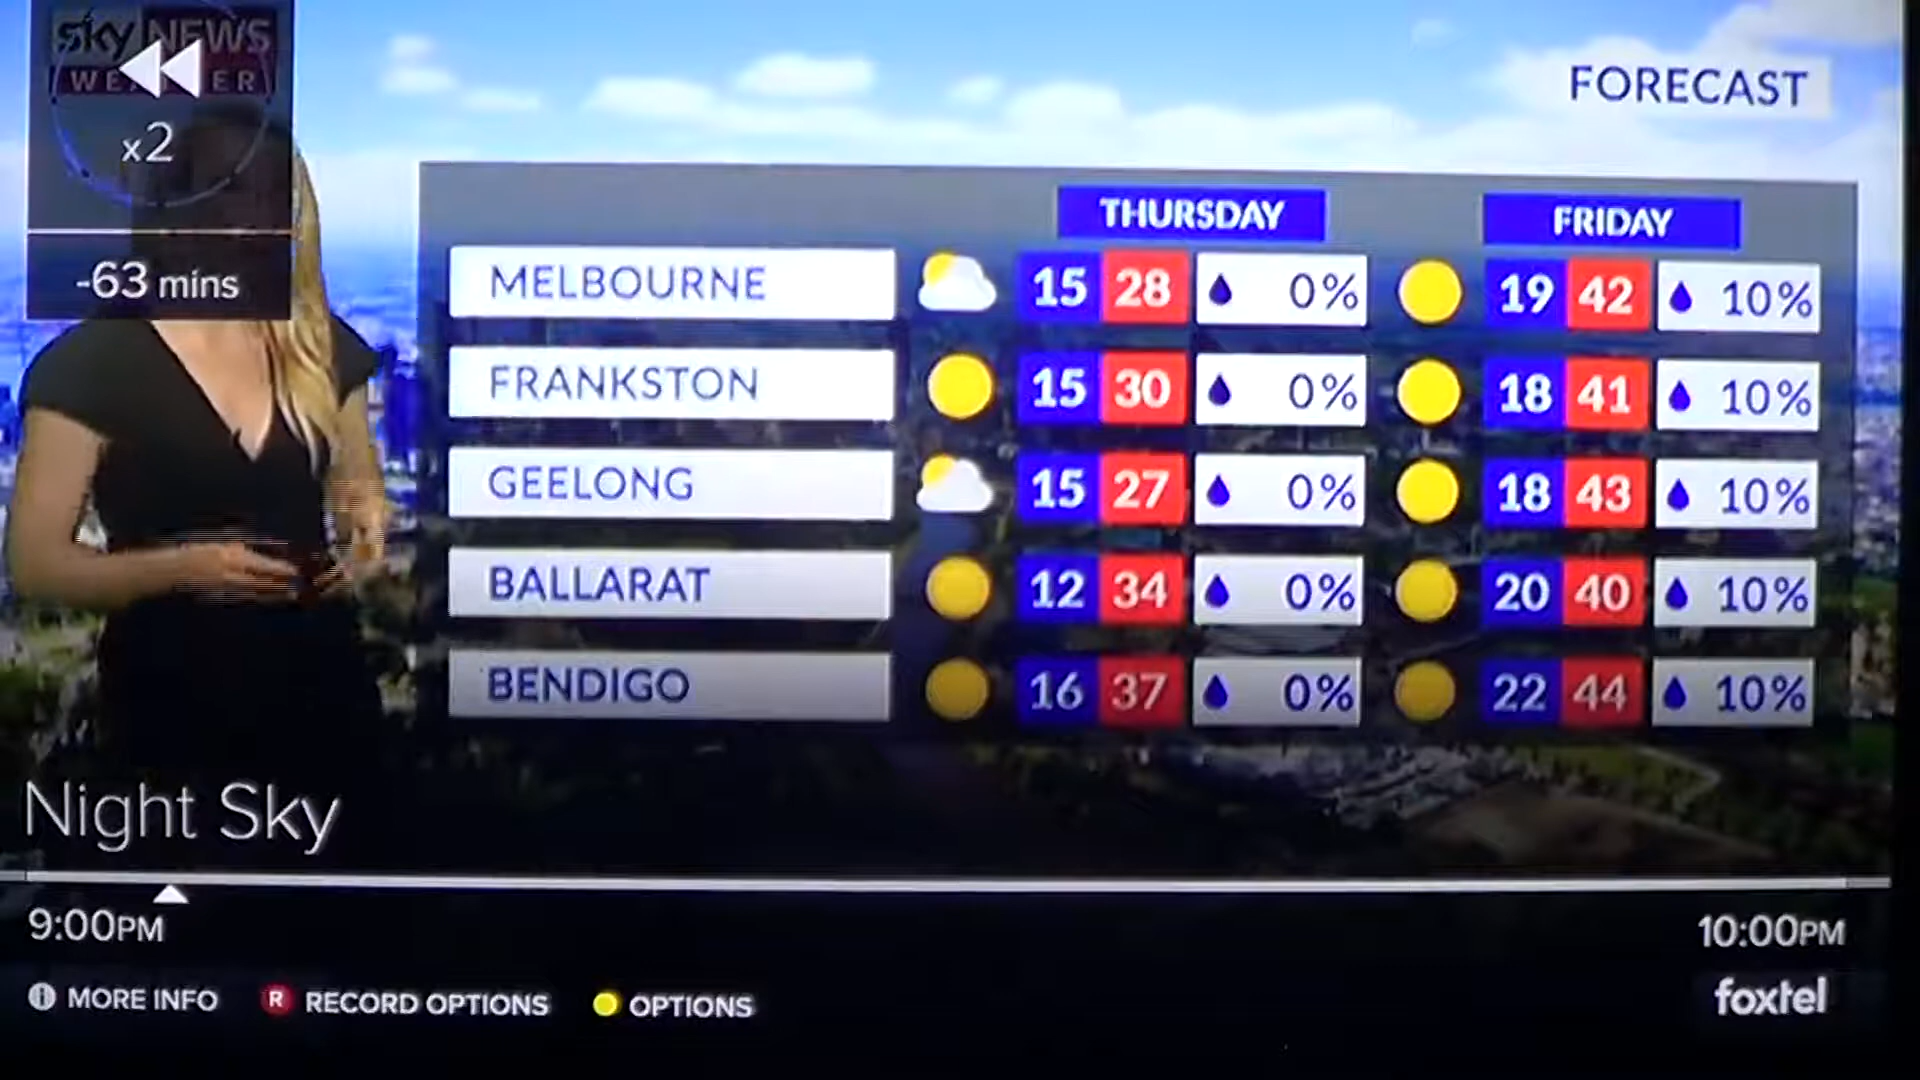 sky NEWS
WEATHER
x2
-63 mins
FORECAST
THURSDAY FRIDAY
MELBOURNE 15 28 0% 19 42 10%
FRANKSTON 15 30 0% 18 41 10%
GEELONG 15 27 0% 18 43 10%
BALLARAT 12 34 0% 20 40 10%
BENDIGO 16 37 0% 22 44 10%
Night Sky
9:00PM 10:00PM
i MORE INFO R RECORD OPTIONS OPTIONS foxtel